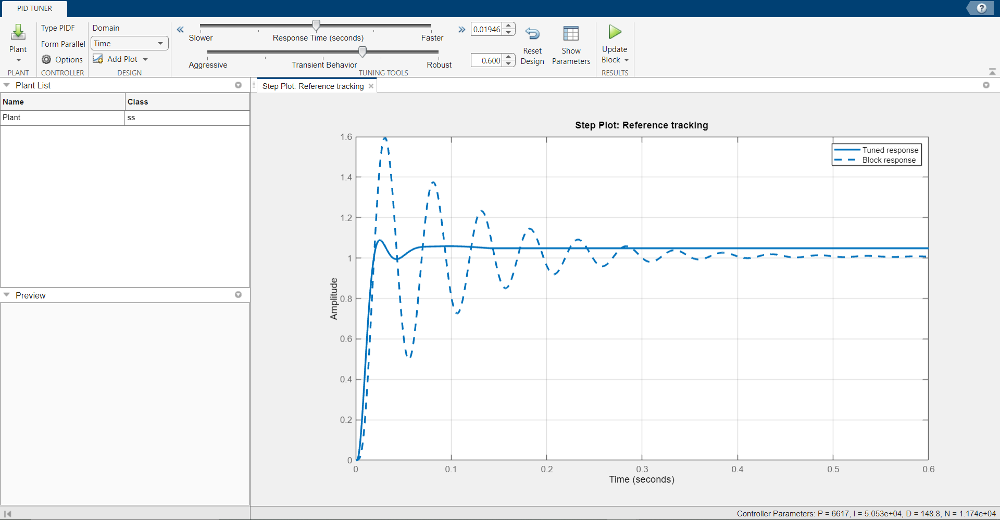 PID TUNER
?
Plant
PLANT
Type PIDF
Form Parallel
Options
CONTROLLER
Domain
Time
Add Plot
DESIGN
Slower
Response Time (seconds)
Faster
0.01946
Aggressive
Transient Behavior
Robust
0.600
TUNING TOOLS
Reset
Design
Show
Parameters
Update
Block
RESULTS
Plant List
Name Class
Plant ss
Preview
Step Plot: Reference tracking
Step Plot: Reference tracking
Tuned response
Block response
Amplitude
1.6
1.4
1.2
1
0.8
0.6
0.4
0.2
0
0 0.1 0.2 0.3 0.4 0.5 0.6
Time (seconds)
Controller Parameters: P = 6617, I = 5.053e+04, D = 148.8, N = 1.174e+04